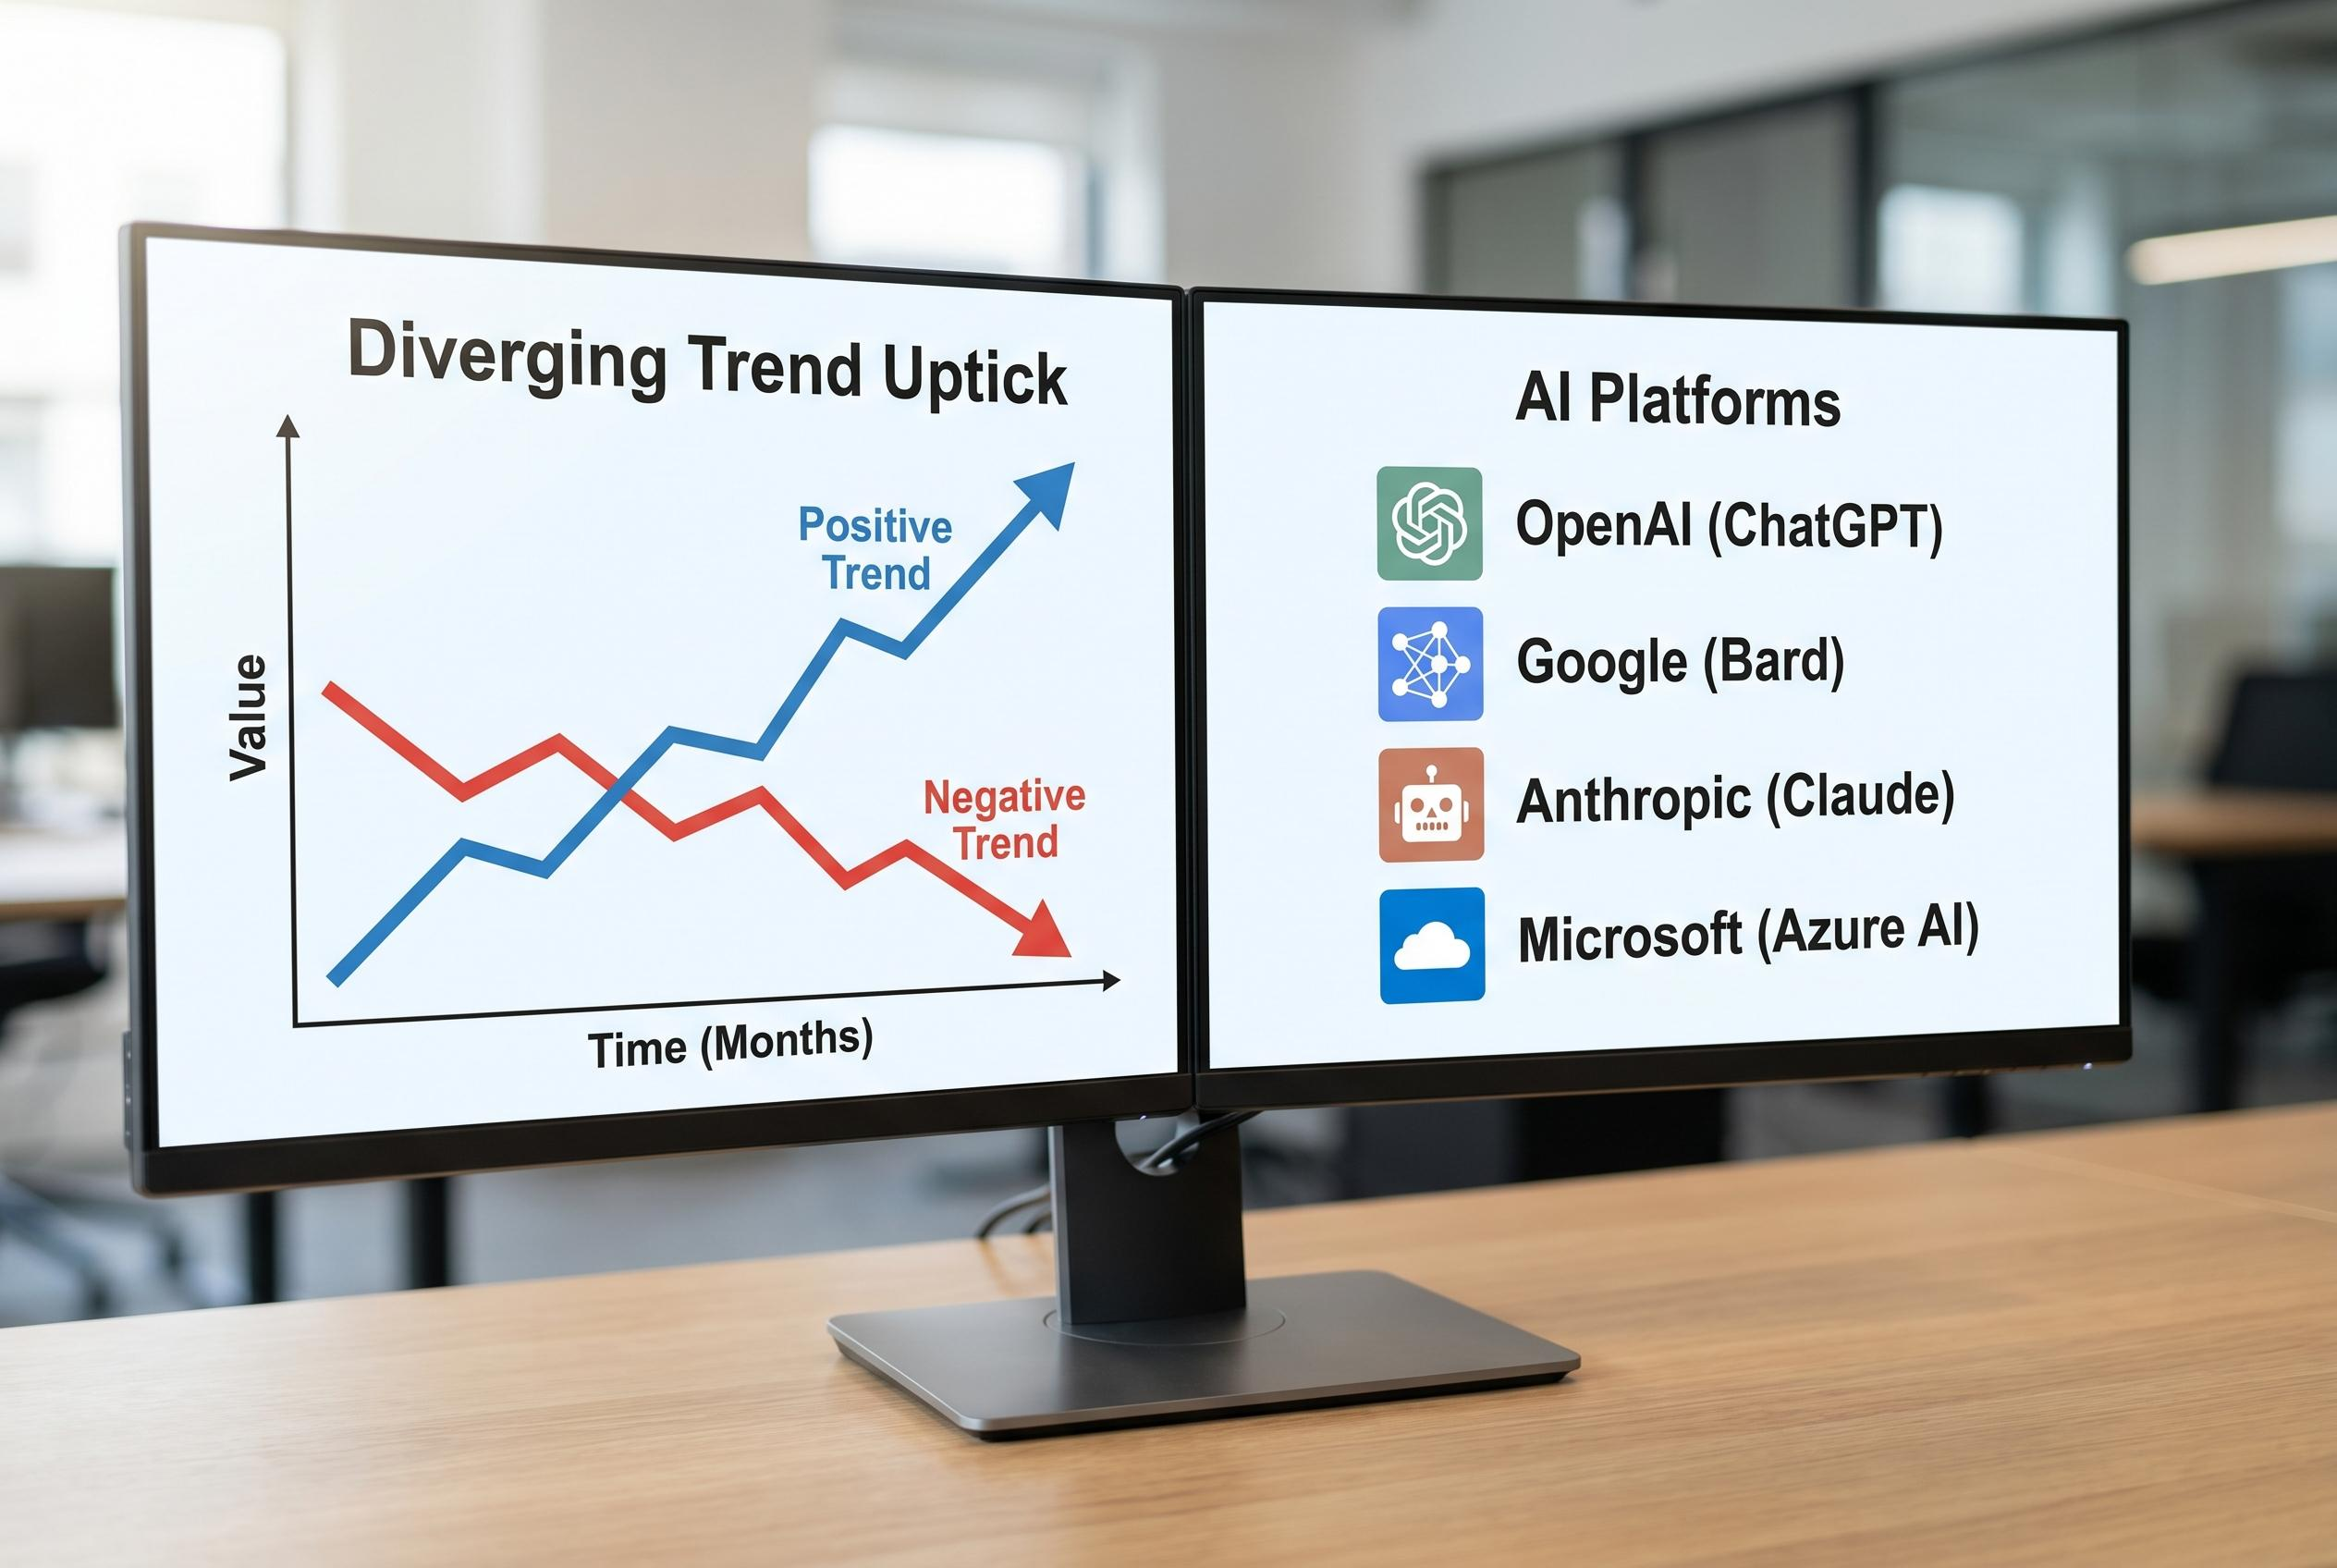 Diverging Trend Uptick
Positive
Trend
Value
Negative
Trend
Time (Months)
AI Platforms
OpenAI (ChatGPT)
Google (Bard)
Anthropic (Claude)
Microsoft (Azure AI)